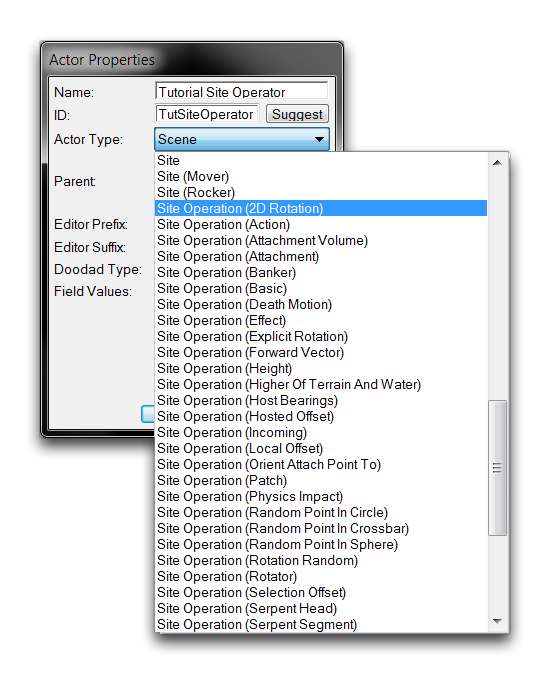 Actor Properties
Name: Tutorial Site Operator
ID: TutSiteOperator Suggest
Actor Type: Scene
Parent:
Editor Prefix:
Editor Suffix:
Doodad Type:
Field Values:
Site
Site (Mover)
Site (Rocker)
Site Operation (2D Rotation)
Site Operation (Action)
Site Operation (Attachment Volume)
Site Operation (Attachment)
Site Operation (Banker)
Site Operation (Basic)
Site Operation (Death Motion)
Site Operation (Effect)
Site Operation (Explicit Rotation)
Site Operation (Forward Vector)
Site Operation (Height)
Site Operation (Higher Of Terrain And Water)
Site Operation (Host Bearings)
Site Operation (Hosted Offset)
Site Operation (Incoming)
Site Operation (Local Offset)
Site Operation (Orient Attach Point To)
Site Operation (Patch)
Site Operation (Physics Impact)
Site Operation (Random Point In Circle)
Site Operation (Random Point In Crossbar)
Site Operation (Random Point In Sphere)
Site Operation (Rotation Random)
Site Operation (Rotator)
Site Operation (Selection Offset)
Site Operation (Serpent Head)
Site Operation (Serpent Segment)